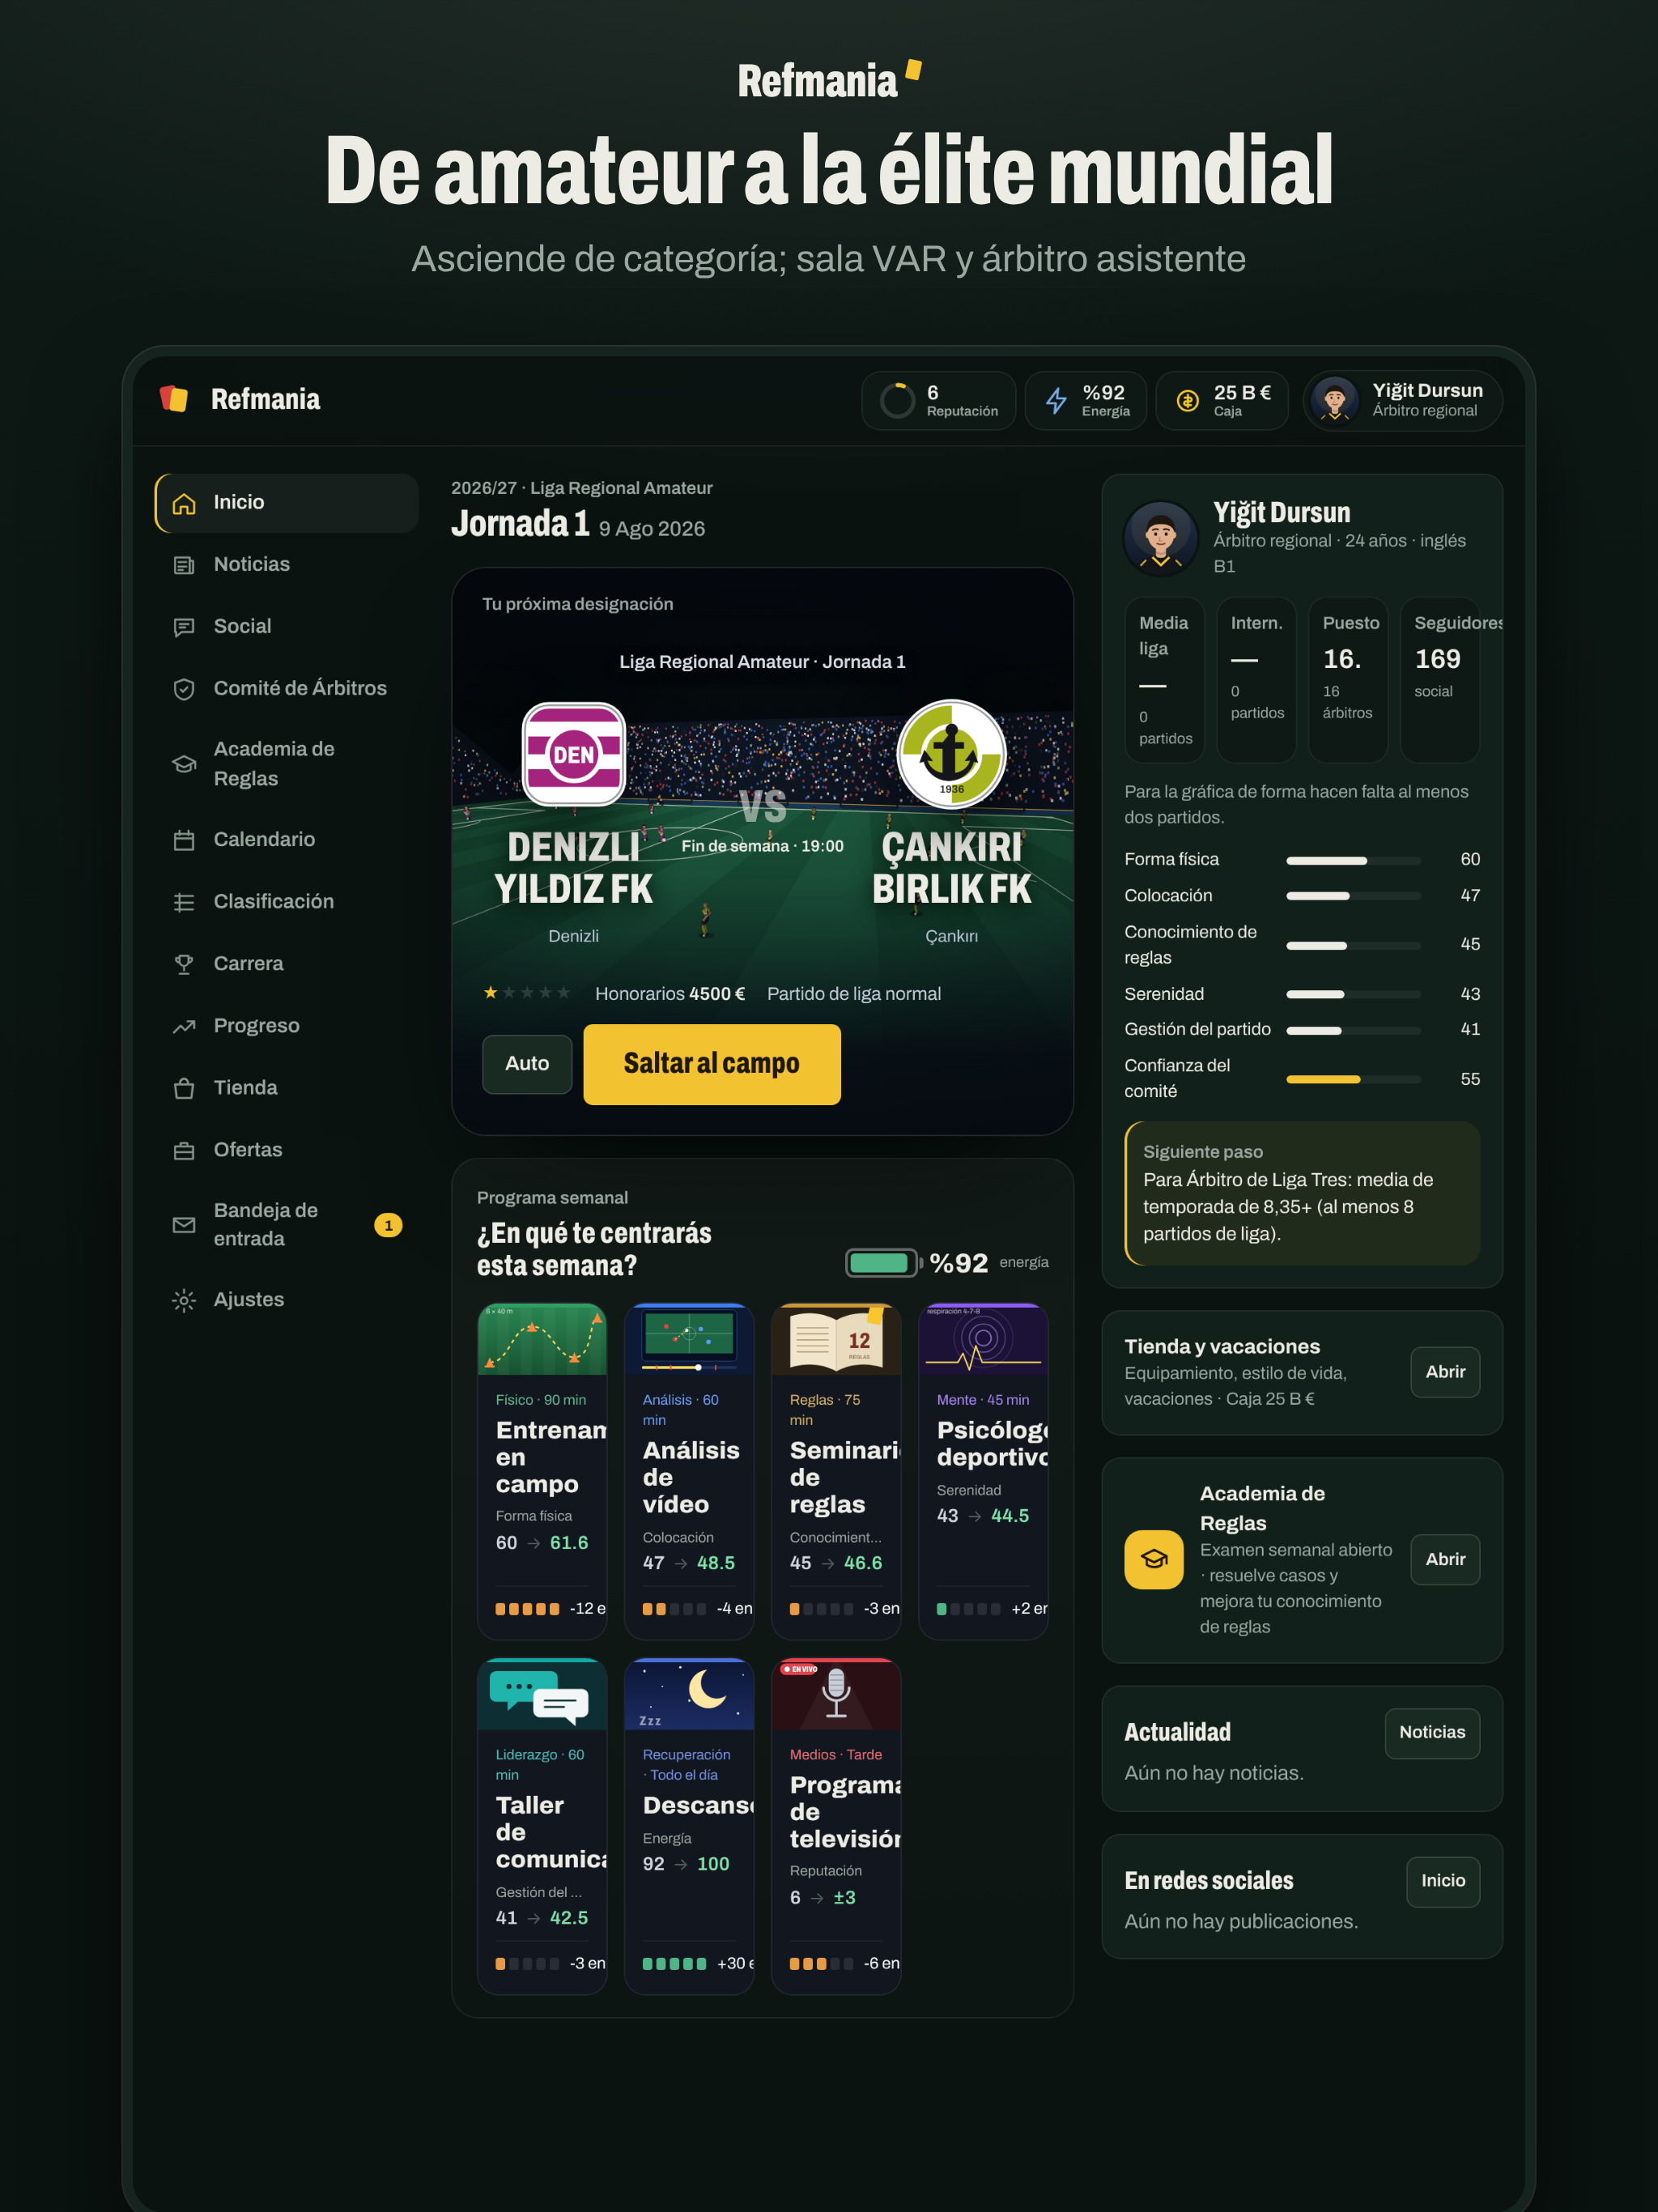 Refmania
De amateur a la élite mundial
Asciende de categoría; sala VAR y árbitro asistente
Refmania
6
Reputación
%92
Energía
25 B €
Caja
Yiğit Dursun
Árbitro regional
Inicio
Noticias
Social
Comité de Árbitros
Academia de
Reglas
Calendario
Clasificación
Carrera
Progreso
Tienda
Ofertas
Bandeja de
entrada
1
Ajustes
2026/27 · Liga Regional Amateur
Jornada 1 9 Ago 2026
Tu próxima designación
Liga Regional Amateur · Jornada 1
DEN
1936
VS
Fin de semana · 19:00
DENIZLI
YILDIZ FK
Denizli
ÇANKIRI
BIRLIK FK
Çankırı
Honorarios 4500 €
Partido de liga normal
Auto
Saltar al campo
Programa semanal
¿En qué te centrarás
esta semana?
%92 energía
6 × 40 m
Físico · 90 min
Entrenam
en
campo
Forma física
60 → 61.6
-12 e
Análisis · 60
min
Análisis
de
vídeo
Colocación
47 → 48.5
-4 en
12
REGLAS
Reglas · 75
min
Seminari
de
reglas
Conocimient...
45 → 46.6
-3 en
respiración 4-7-8
Mente · 45 min
Psicólogo
deportivo
Serenidad
43 → 44.5
+2 er
Liderazgo · 60
min
Taller
de
comunica
Gestión del ...
41 → 42.5
-3 en
Zzz
Recuperación
· Todo el día
Descanso
Energía
92 → 100
+30 e
EN VIVO
Medios · Tarde
Programa
de
televisión
Reputación
6 → ±3
-6 en
Yiğit Dursun
Árbitro regional · 24 años · inglés
B1
Media
liga
—
0
partidos
Intern.
—
0
partidos
Puesto
16.
16
árbitros
Seguidores
169
social
Para la gráfica de forma hacen falta al menos
dos partidos.
Forma física 60
Colocación 47
Conocimiento de
reglas 45
Serenidad 43
Gestión del partido 41
Confianza del
comité 55
Siguiente paso
Para Árbitro de Liga Tres: media de
temporada de 8,35+ (al menos 8
partidos de liga).
Tienda y vacaciones
Equipamiento, estilo de vida,
vacaciones · Caja 25 B €
Abrir
Academia de
Reglas
Examen semanal abierto
· resuelve casos y
mejora tu conocimiento
de reglas
Abrir
Actualidad
Noticias
Aún no hay noticias.
En redes sociales
Inicio
Aún no hay publicaciones.